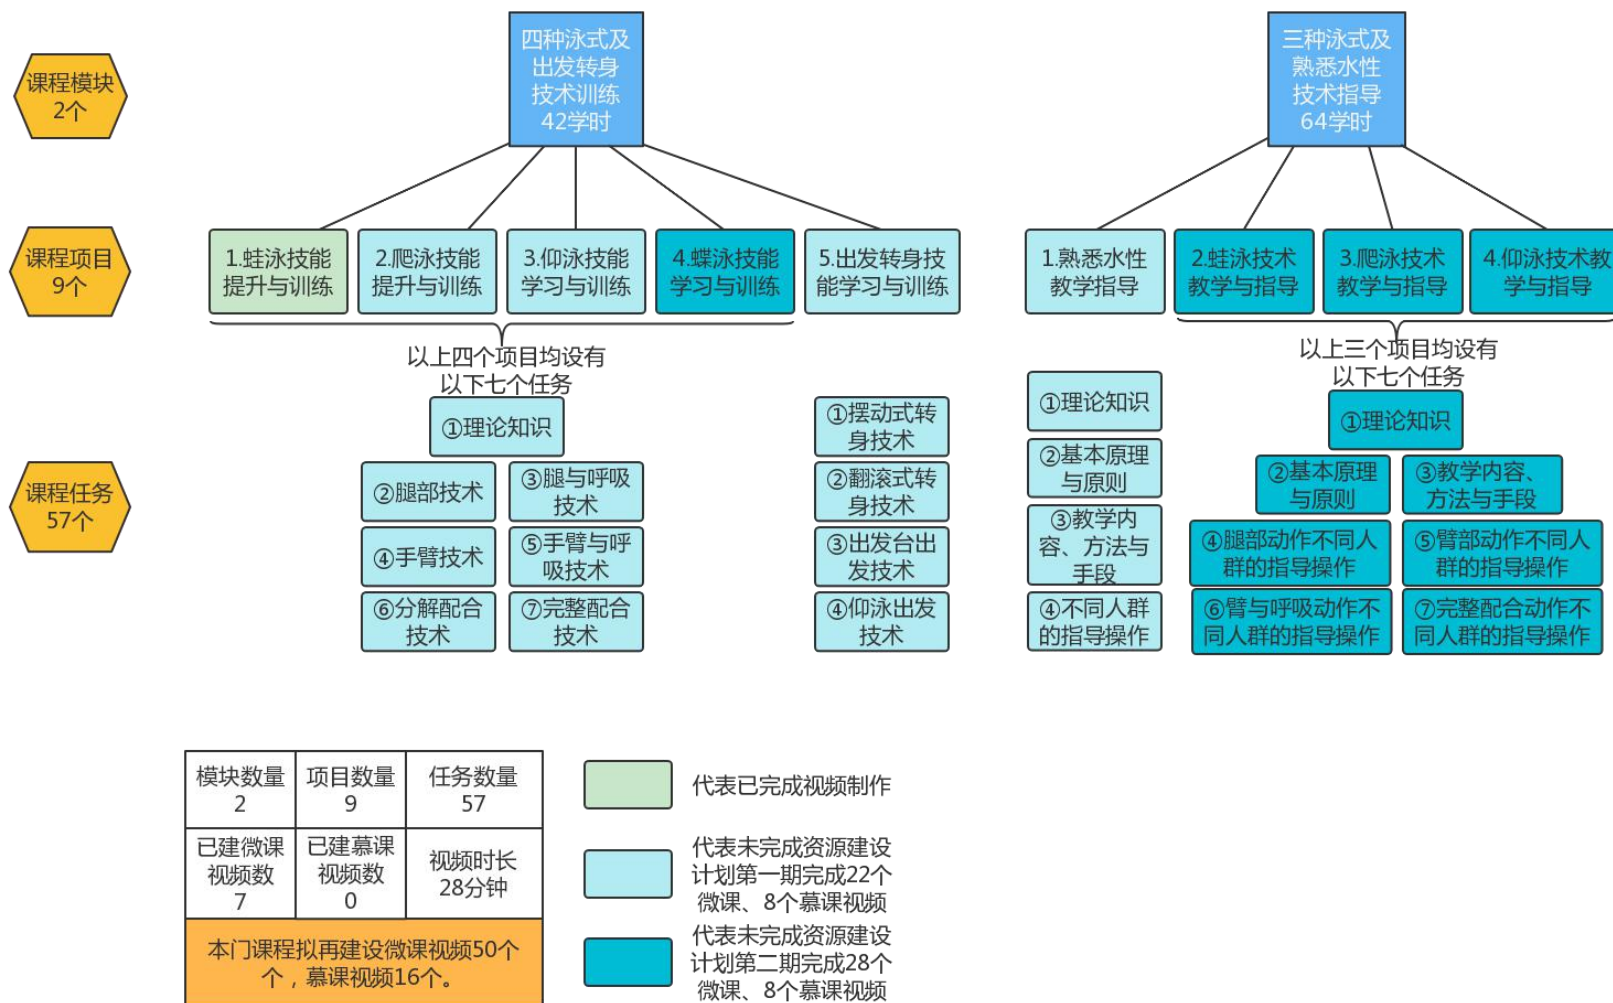 课程模块
2个
四种泳式及
出发转身
技术训练
42学时
三种泳式及
熟悉水性
技术指导
64学时
课程项目
9个
1.蛙泳技能
提升与训练
2.爬泳技能
提升与训练
3.仰泳技能
学习与训练
4.蝶泳技能
学习与训练
5.出发转身技
能学习与训练
1.熟悉水性
教学指导
2.蛙泳技术
教学与指导
3.爬泳技术
教学与指导
4.仰泳技术教
学与指导
以上四个项目均设有
以下七个任务
以上三个项目均设有
以下七个任务
课程任务
57个
①理论知识
②腿部技术
③腿与呼吸
技术
④手臂技术
⑤手臂与呼
吸技术
⑥分解配合
技术
⑦完整配合
技术
①摆动式转
身技术
②翻滚式转
身技术
③出发台出
发技术
④仰泳出发
技术
①理论知识
②基本原理
与原则
③教学内
容、方法与
手段
④不同人群
的指导操作
①理论知识
②基本原理
与原则
③教学内容、
方法与手段
④腿部动作不同人
群的指导操作
⑤臂部动作不同人
群的指导操作
⑥臂与呼吸动作不
同人群的指导操作
⑦完整配合动作不
同人群的指导操作
模块数量
2
项目数量
9
任务数量
57
已建微课
视频数
7
已建慕课
视频数
0
视频时长
28分钟
本门课程拟再建设微课视频50个
个，慕课视频16个。
代表已完成视频制作
代表未完成资源建设
计划第一期完成22个
微课、8个慕课视频
代表未完成资源建设
计划第二期完成28个
微课、8个慕课视频